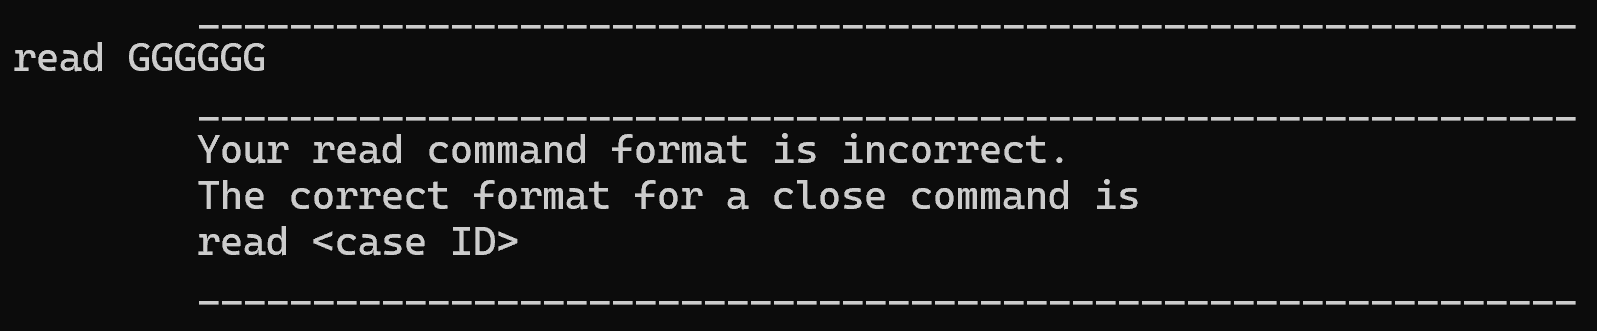 ____________________________________________________________
read GGGGGG
____________________________________________________________
Your read command format is incorrect.
The correct format for a close command is
read <case ID>
____________________________________________________________